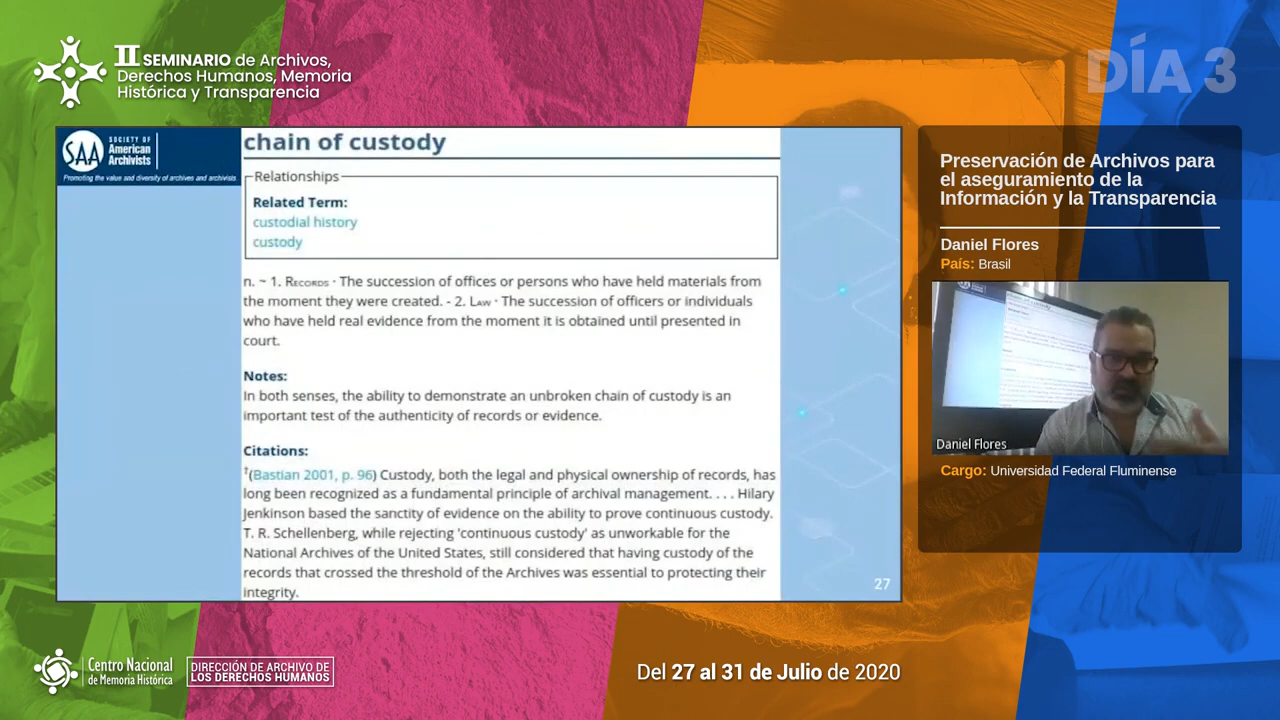 II SEMINARIO de Archivos,
Derechos Humanos, Memoria
Histórica y Transparencia
DÍA 3
SAA
SOCIETY OF
American
Archivists
Promoting the value and diversity of archives and archivists
chain of custody
Relationships
Related Term:
custodial history
custody
n. ~ 1. Records · The succession of offices or persons who have held materials from
the moment they were created. - 2. Law · The succession of officers or individuals
who have held real evidence from the moment it is obtained until presented in
court.
Notes:
In both senses, the ability to demonstrate an unbroken chain of custody is an
important test of the authenticity of records or evidence.
Citations:
†(Bastian 2001, p. 96) Custody, both the legal and physical ownership of records, has
long been recognized as a fundamental principle of archival management. . . . Hilary
Jenkinson based the sanctity of evidence on the ability to prove continuous custody.
T. R. Schellenberg, while rejecting 'continuous custody' as unworkable for the
National Archives of the United States, still considered that having custody of the
records that crossed the threshold of the Archives was essential to protecting their
integrity.
27
Preservación de Archivos para
el aseguramiento de la
Información y la Transparencia
Daniel Flores
País: Brasil
Daniel Flores
Cargo: Universidad Federal Fluminense
Centro Nacional
de Memoria Histórica
DIRECCIÓN DE ARCHIVO DE
LOS DERECHOS HUMANOS
Del 27 al 31 de Julio de 2020